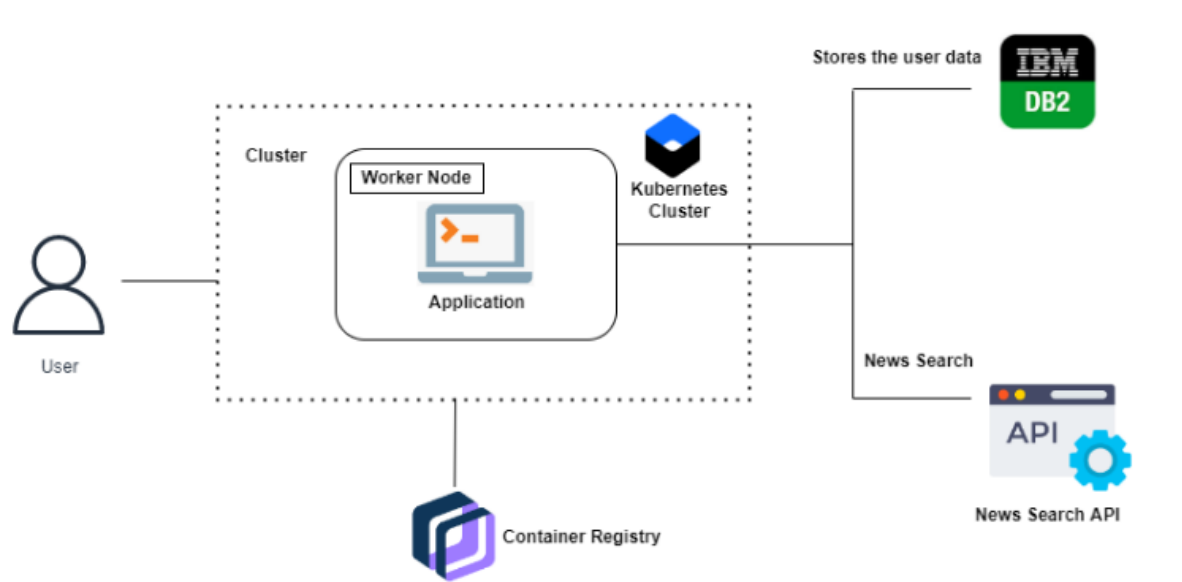 Stores the user data
IBM
DB2
Cluster
Worker Node
Kubernetes
Cluster
Application
User
News Search
API
News Search API
Container Registry